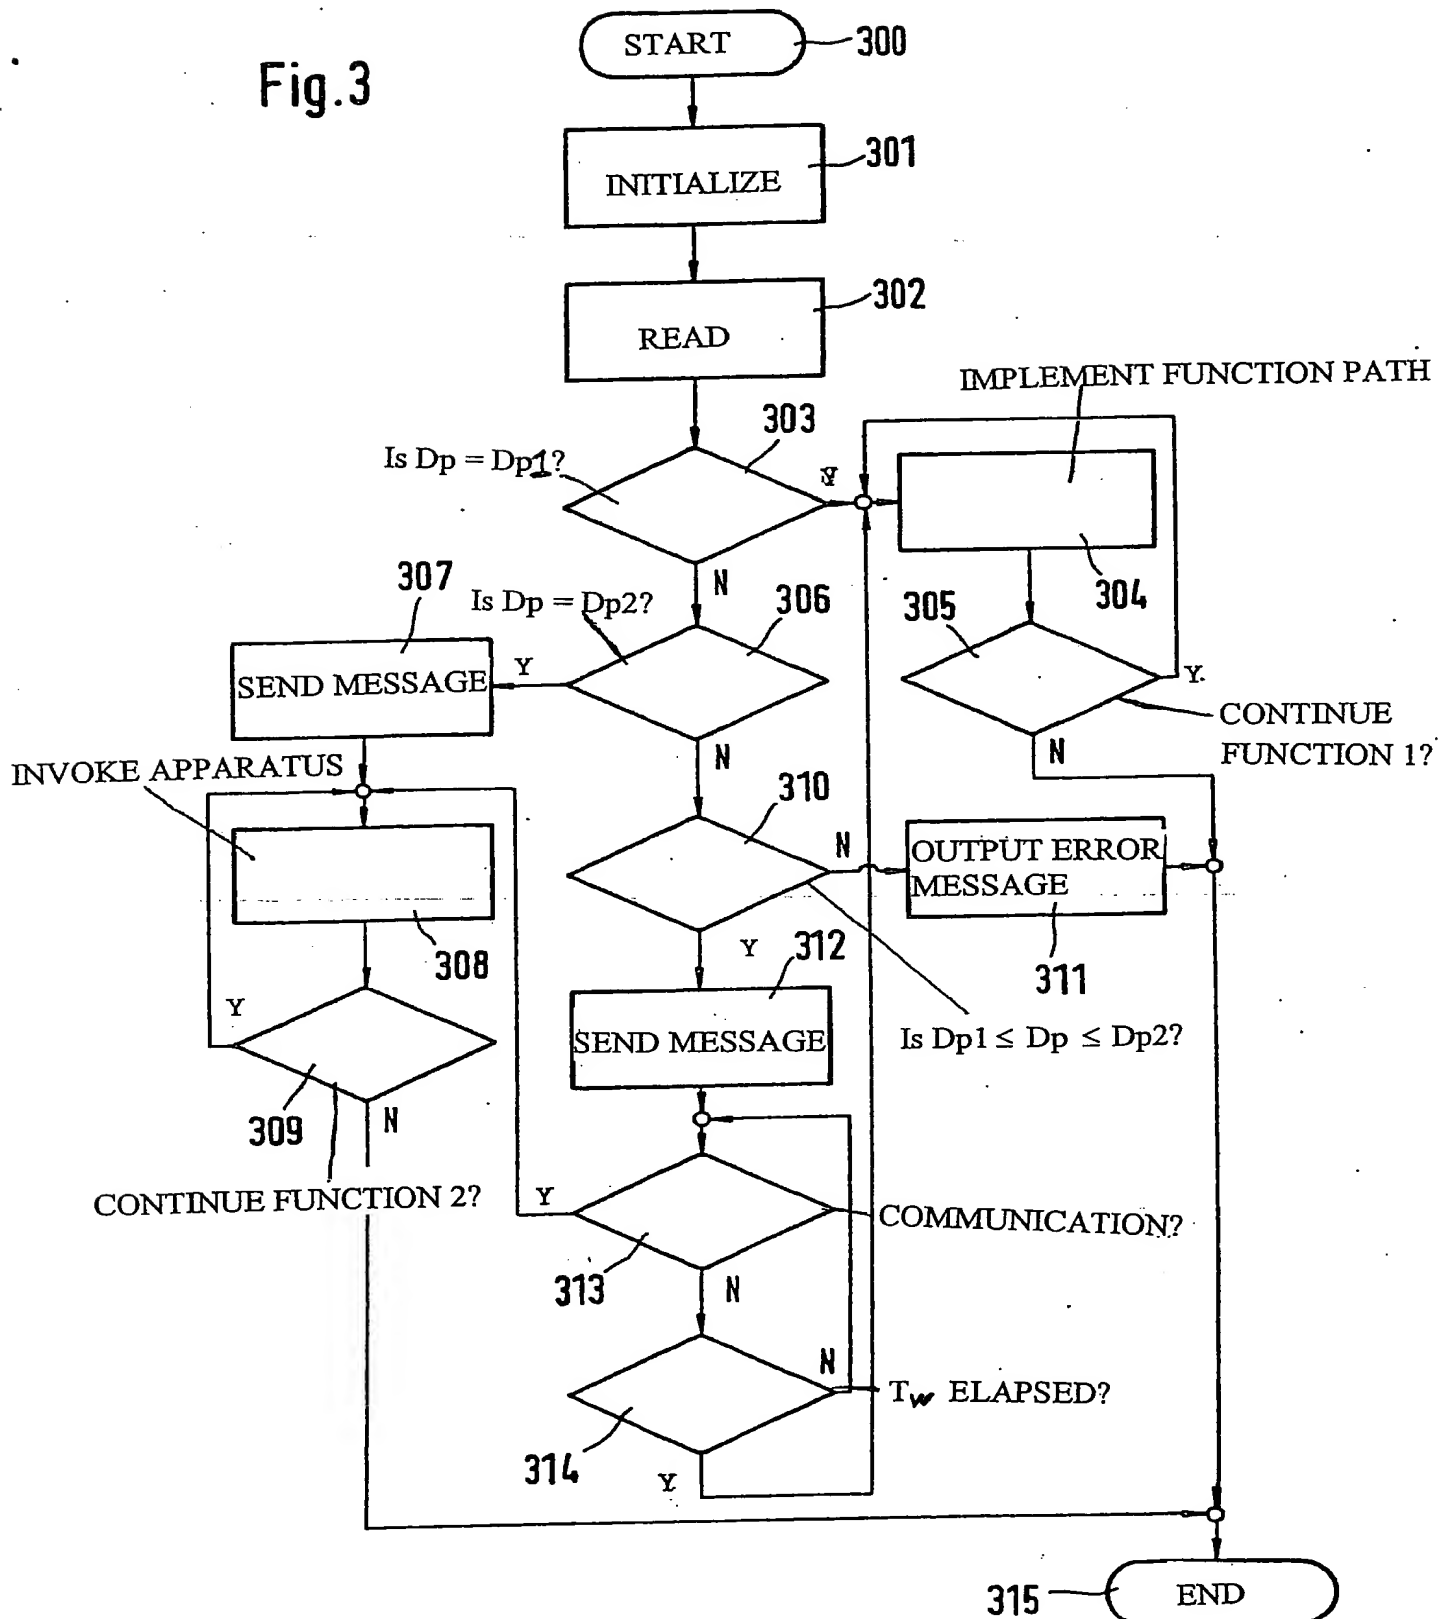 Fig.3
START
300
301
INITIALIZE
302
READ
IMPLEMENT FUNCTION PATH
303
Is Dp = Dp1?
Y
304
305
N
307
Is Dp = Dp2?
306
SEND MESSAGE
Y
Y
CONTINUE
FUNCTION 1?
N
N
INVOKE APPARATUS
310
N
OUTPUT ERROR
MESSAGE
308
Y
312
311
Y
SEND MESSAGE
Is Dp1 ≤ Dp ≤ Dp2?
309
N
CONTINUE FUNCTION 2?
Y
COMMUNICATION?
313
N
N
Tw ELAPSED?
314
Y
315
END